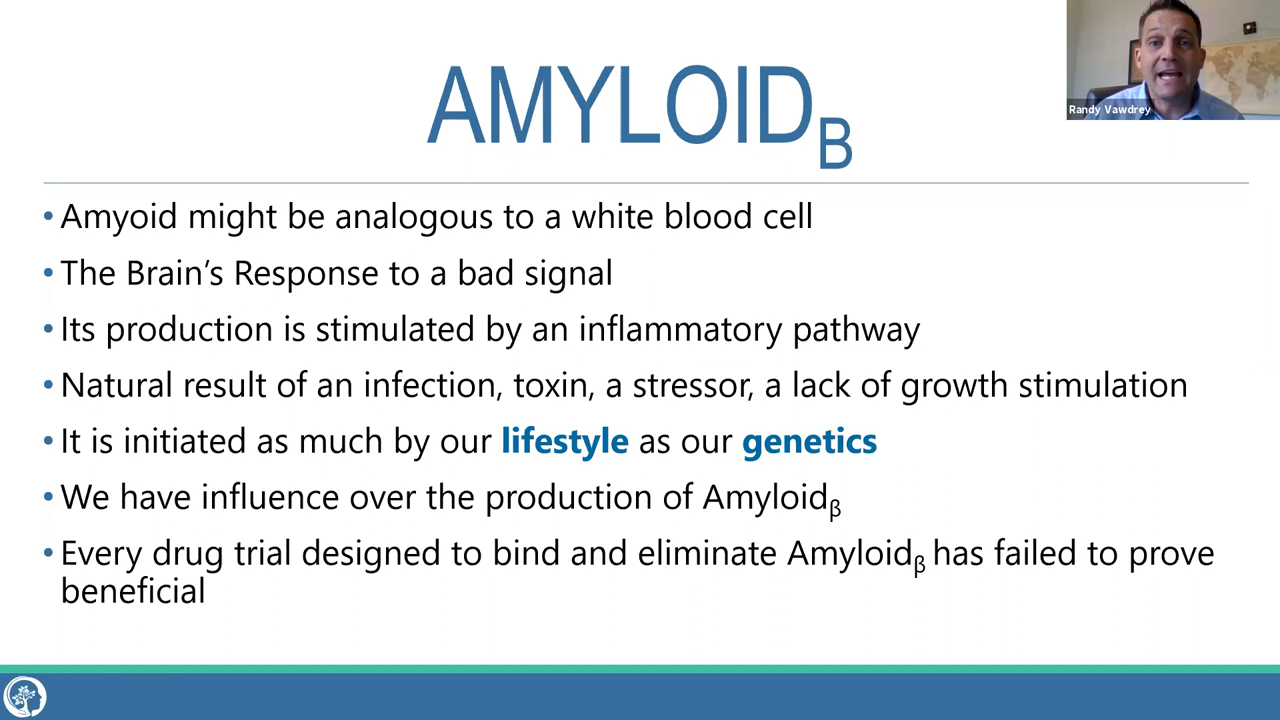 AMYLOID_B
Randy Vawdrey
• Amyoid might be analogous to a white blood cell
• The Brain’s Response to a bad signal
• Its production is stimulated by an inflammatory pathway
• Natural result of an infection, toxin, a stressor, a lack of growth stimulation
• It is initiated as much by our lifestyle as our genetics
• We have influence over the production of Amyloidᵦ
• Every drug trial designed to bind and eliminate Amyloidᵦ has failed to prove
beneficial